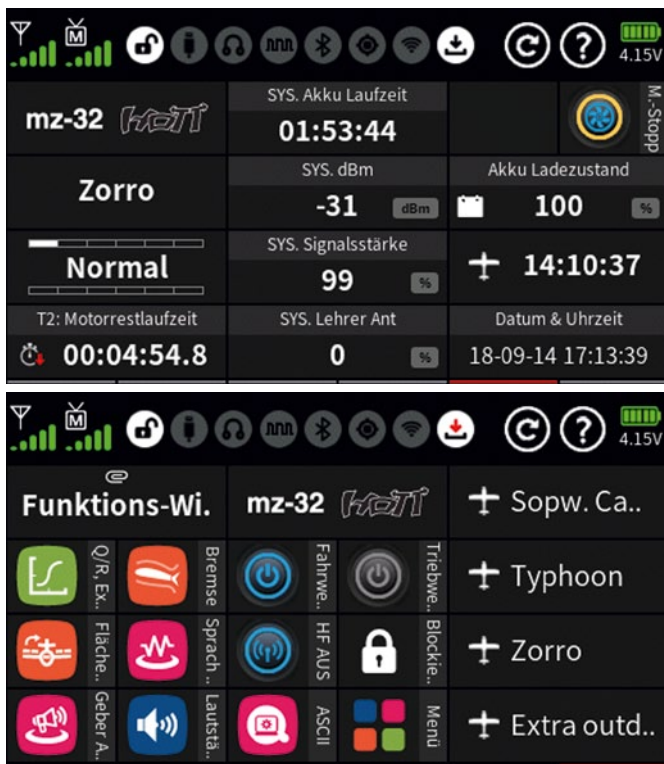 M
4.15V
mz-32 HoTT
SYS. Akku Laufzeit
01:53:44
M.-Stopp
Zorro
SYS. dBm
-31 dBm
Akku Ladezustand
100 %
Normal
SYS. Signalsstärke
99 %
14:10:37
T2: Motorrestlaufzeit
00:04:54.8
SYS. Lehrer Ant
0 %
Datum & Uhrzeit
18-09-14 17:13:39
M
4.15V
Funktions-Wi.
mz-32 HoTT
Sopw. Ca..
Q/R, Ex..
Bremse
Fahrwe..
Triebwe..
Typhoon
Fläche..
Sprach ..
HF AUS
Blockie..
Zorro
Geber A..
Lautstä..
ASCII
Menü
Extra outd..